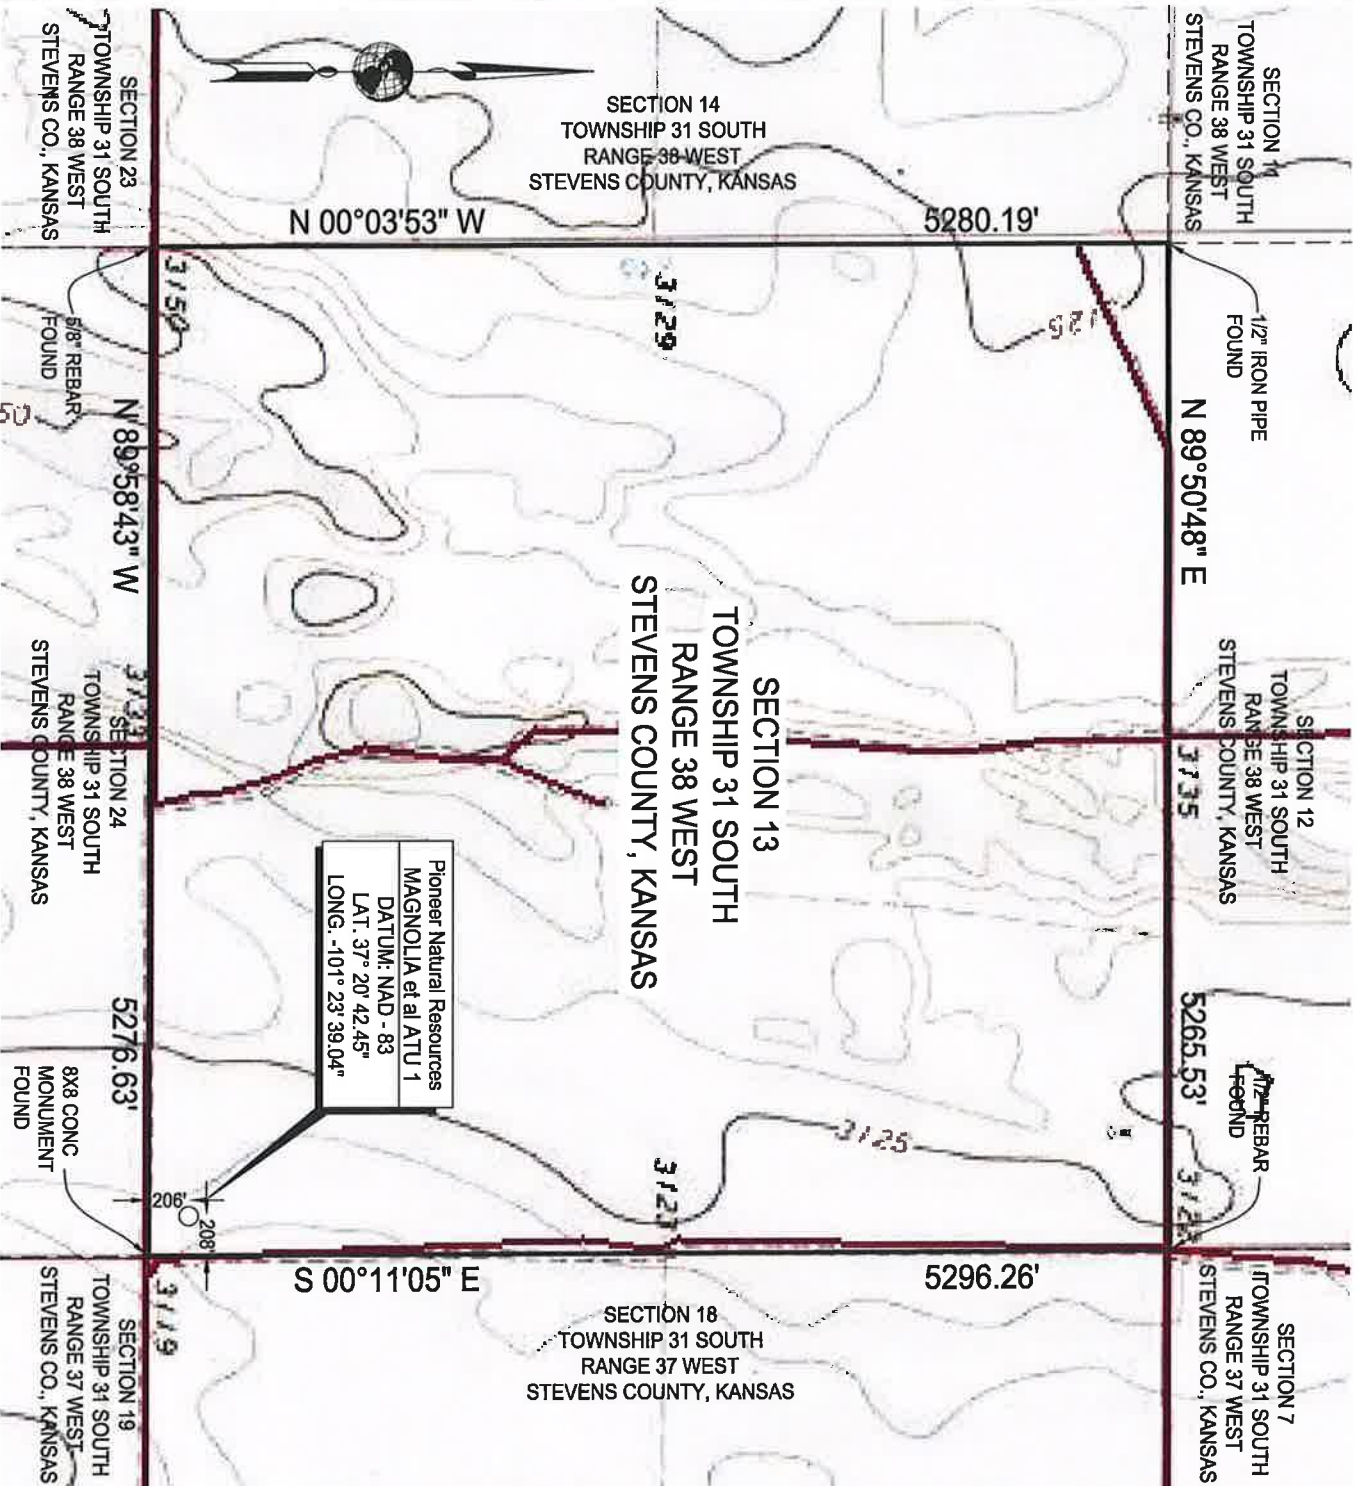 SECTION 11
TOWNSHIP 31 SOUTH
RANGE 38 WEST
STEVENS CO., KANSAS
1/2" IRON PIPE
FOUND
N 89°50'48" E
SECTION 12
TOWNSHIP 31 SOUTH
RANGE 38 WEST
STEVENS COUNTY, KANSAS
3135
5265.53'
1/2" REBAR
FOUND
SECTION 7
TOWNSHIP 31 SOUTH
RANGE 37 WEST
STEVENS CO., KANSAS
SECTION 14
TOWNSHIP 31 SOUTH
RANGE 38 WEST
STEVENS COUNTY, KANSAS
N 00°03'53" W
5280.19'
3129
SECTION 13
TOWNSHIP 31 SOUTH
RANGE 38 WEST
STEVENS COUNTY, KANSAS
3125
3123
S 00°11'05" E
5296.26'
SECTION 18
TOWNSHIP 31 SOUTH
RANGE 37 WEST
STEVENS COUNTY, KANSAS
Pioneer Natural Resources
MAGNOLIA et al ATU 1
DATUM: NAD - 83
LAT. 37° 20' 42.45"
LONG. -101° 23' 39.04"
206'
208'
3150
SECTION 23
TOWNSHIP 31 SOUTH
RANGE 38 WEST
STEVENS CO., KANSAS
5/8" REBAR
FOUND
50
N 89°58'43" W
SECTION 24
TOWNSHIP 31 SOUTH
RANGE 38 WEST
STEVENS COUNTY, KANSAS
5276.63'
8X8 CONC
MONUMENT
FOUND
3119
SECTION 19
TOWNSHIP 31 SOUTH
RANGE 37 WEST
STEVENS CO., KANSAS